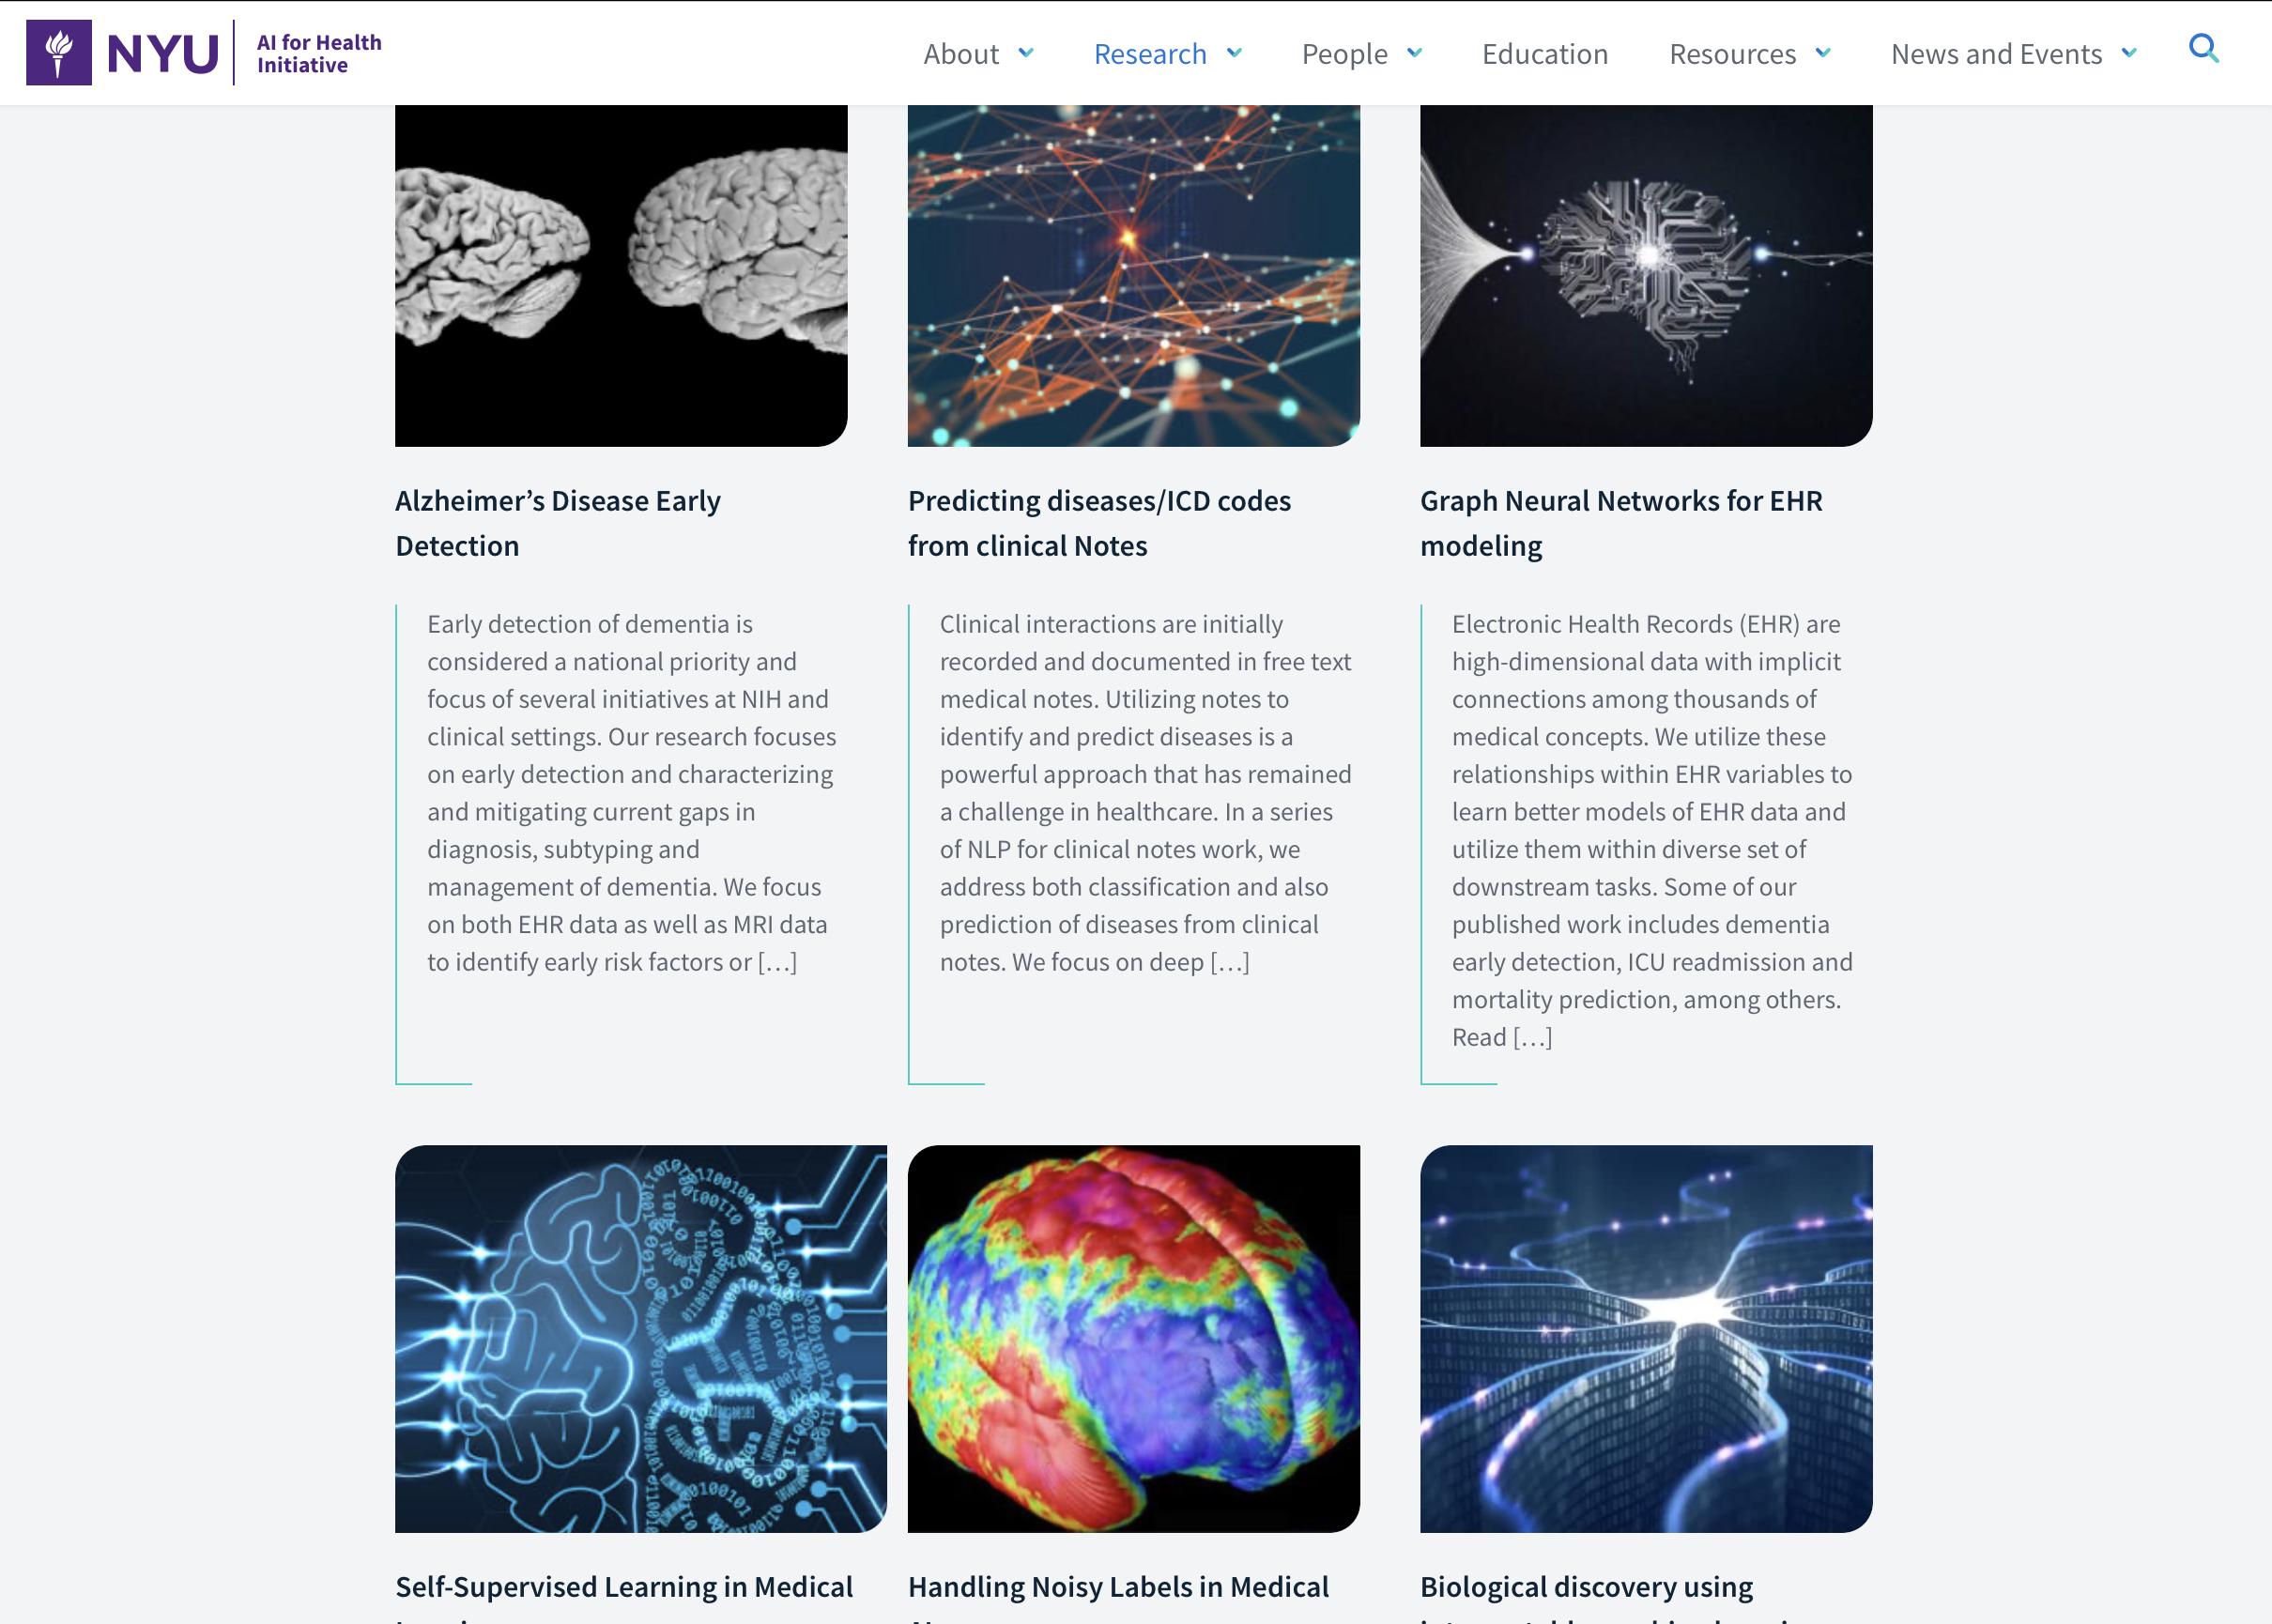 NYU
AI for Health
Initiative
About
Research
People
Education
Resources
News and Events
Alzheimer’s Disease Early
Detection
Early detection of dementia is
considered a national priority and
focus of several initiatives at NIH and
clinical settings. Our research focuses
on early detection and characterizing
and mitigating current gaps in
diagnosis, subtyping and
management of dementia. We focus
on both EHR data as well as MRI data
to identify early risk factors or […]
Predicting diseases/ICD codes
from clinical Notes
Clinical interactions are initially
recorded and documented in free text
medical notes. Utilizing notes to
identify and predict diseases is a
powerful approach that has remained
a challenge in healthcare. In a series
of NLP for clinical notes work, we
address both classification and also
prediction of diseases from clinical
notes. We focus on deep […]
Graph Neural Networks for EHR
modeling
Electronic Health Records (EHR) are
high-dimensional data with implicit
connections among thousands of
medical concepts. We utilize these
relationships within EHR variables to
learn better models of EHR data and
utilize them within diverse set of
downstream tasks. Some of our
published work includes dementia
early detection, ICU readmission and
mortality prediction, among others.
Read […]
Self-Supervised Learning in Medical
Handling Noisy Labels in Medical
Biological discovery using